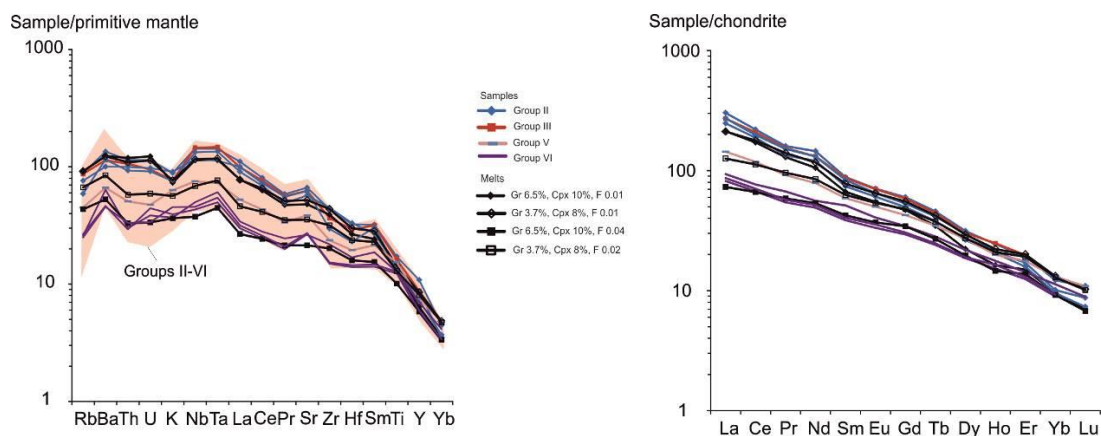 Sample/primitive mantle
1000
100
10
1
Groups II-VI
Rb Ba Th U K Nb Ta La Ce Pr Sr Zr Hf Sm Ti Y Yb
Samples
Group II
Group III
Group V
Group VI
Melts
Gr 6.5%, Cpx 10%, F 0.01
Gr 3.7%, Cpx 8%, F 0.01
Gr 6.5%, Cpx 10%, F 0.04
Gr 3.7%, Cpx 8%, F 0.02
Sample/chondrite
1000
100
10
1
La Ce Pr Nd Sm Eu Gd Tb Dy Ho Er Yb Lu